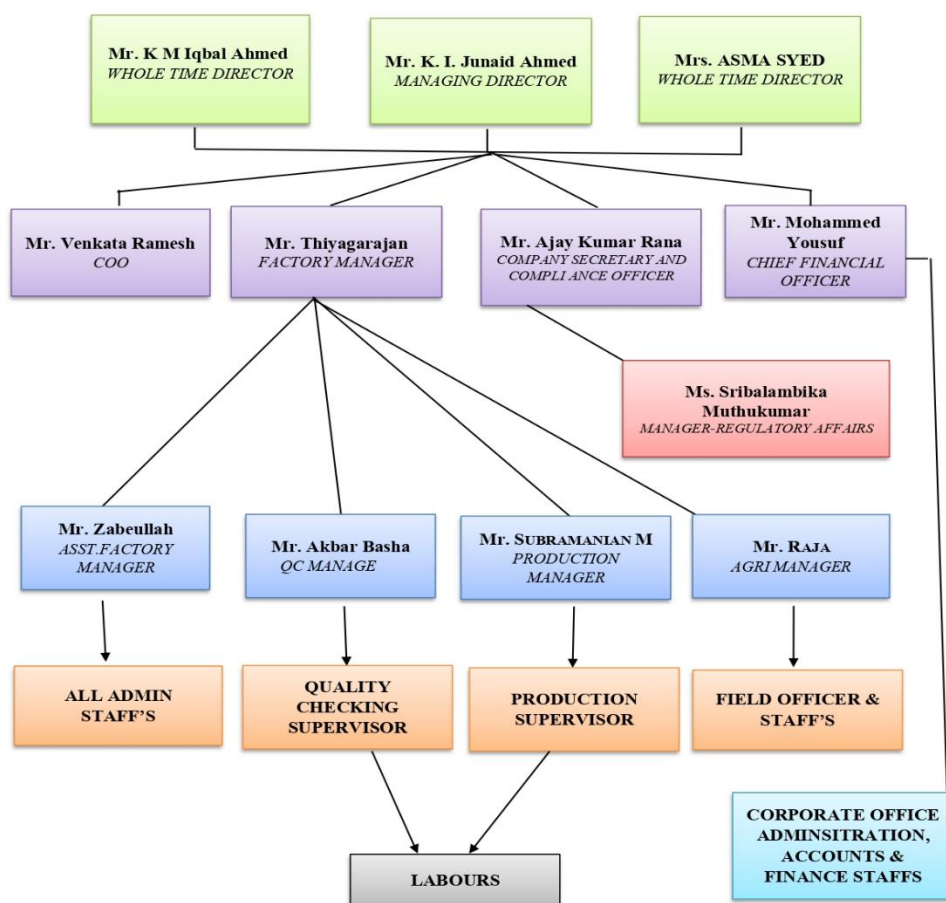 Mr. K M Iqbal Ahmed
WHOLE TIME DIRECTOR
Mr. K. I. Junaid Ahmed
MANAGING DIRECTOR
Mrs. ASMA SYED
WHOLE TIME DIRECTOR
Mr. Venkata Ramesh
COO
Mr. Thiyagarajan
FACTORY MANAGER
Mr. Ajay Kumar Rana
COMPANY SECRETARY AND
COMPLI ANCE OFFICER
Mr. Mohammed
Yousuf
CHIEF FINANCIAL
OFFICER
Ms. Sribalambika
Muthukumar
MANAGER-REGULATORY AFFAIRS
Mr. Zabeullah
ASST.FACTORY
MANAGER
Mr. Akbar Basha
QC MANAGE
Mr. SUBRAMANIAN M
PRODUCTION
MANAGER
Mr. RAJA
AGRI MANAGER
ALL ADMIN
STAFF'S
QUALITY
CHECKING
SUPERVISOR
PRODUCTION
SUPERVISOR
FIELD OFFICER &
STAFF'S
LABOURS
CORPORATE OFFICE
ADMINSITRATION,
ACCOUNTS &
FINANCE STAFFS